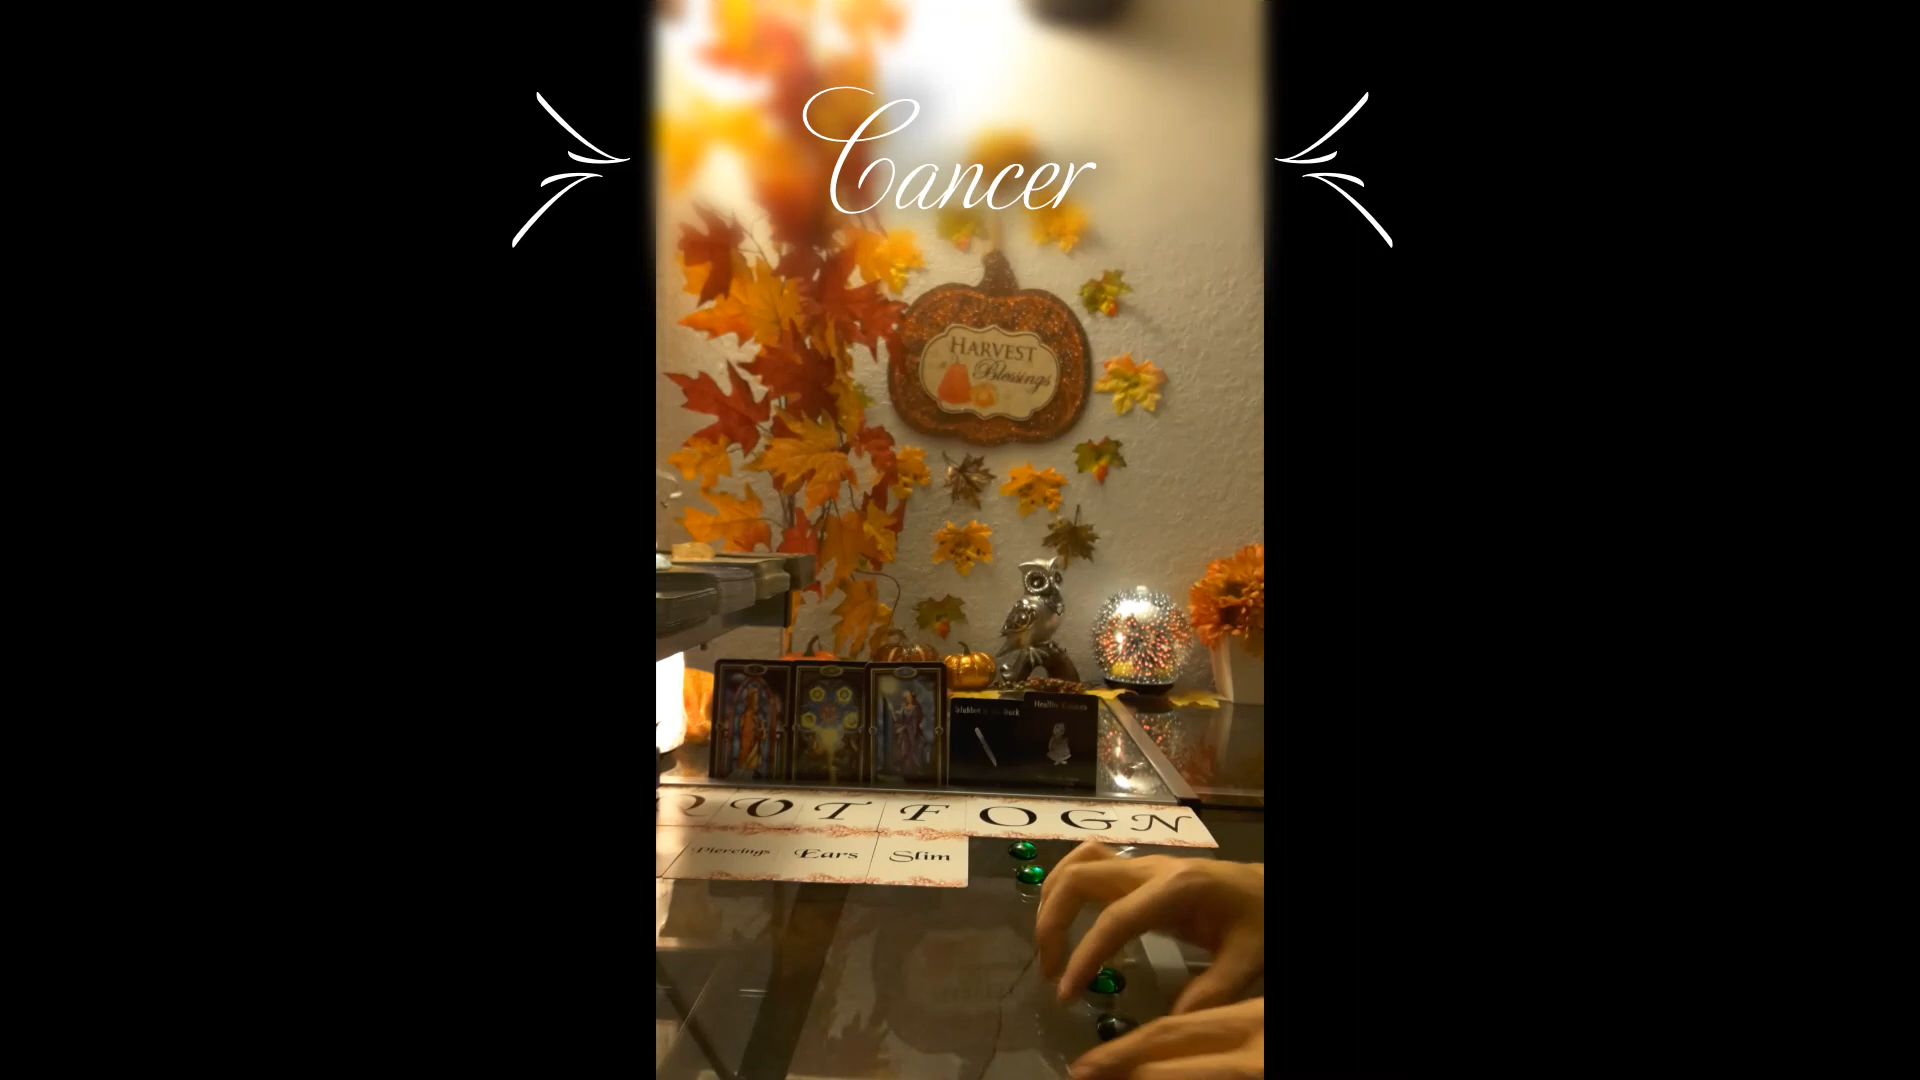 Cancer
HARVEST
Blessings
V T F O G N
Piercings Ears Slim